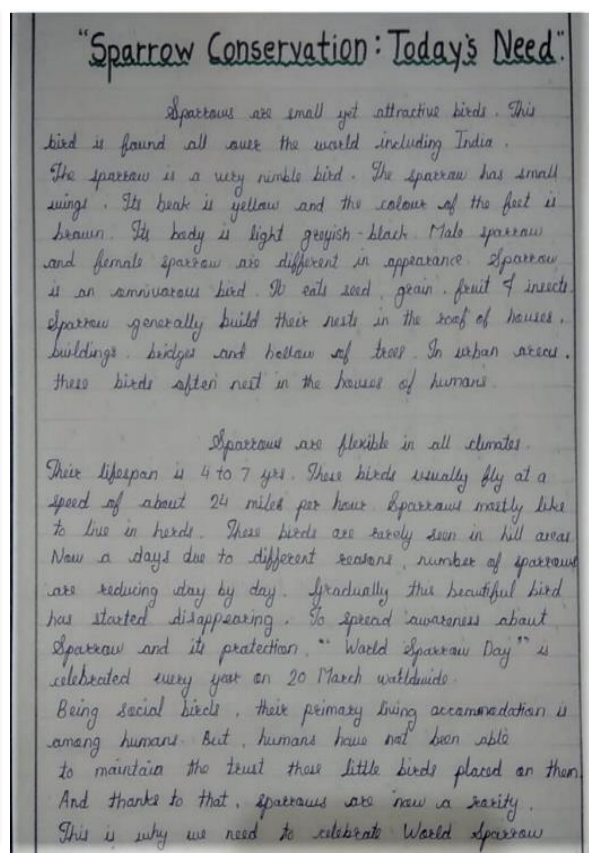 "Sparrow Conservation: Today's Need".
Sparrows are small yet attractive birds. This
bird is found all over the world including India.
The sparrow is a very nimble bird. The sparrow has small
wings. Its beak is yellow and the colour of the feet is
brown. Its body is light greyish-black. Male sparrow
and female sparrow are different in appearance. Sparrow
is an omnivorous bird. It eats seed, grain, fruit & insects.
Sparrow generally build their nests in the roof of houses,
buildings, bridges and hollow of trees. In urban areas,
these birds often nest in the houses of humans.
Sparrows are flexible in all climates.
Their lifespan is 4 to 7 yrs. These birds usually fly at a
speed of about 24 miles per hour. Sparrows mostly like
to live in herds. These birds are rarely seen in hill areas.
Now a days due to different reasons, number of sparrows
are reducing day by day. Gradually this beautiful bird
has started disappearing. To spread awareness about
Sparrow and its protection, "World Sparrow Day" is
celebrated every year on 20 March worldwide.
Being social birds, their primary living accommodation is
among humans. But, humans have not been able
to maintain the trust these little birds placed on them.
And thanks to that, sparrows are now a rarity.
This is why we need to celebrate World Sparrow